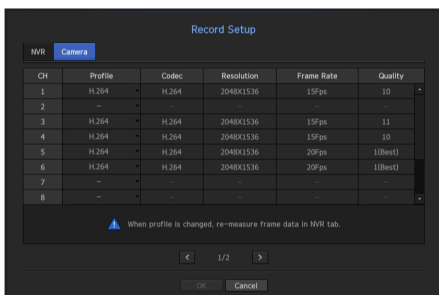 Record Setup
NVR Camera
CH Profile Codec Resolution Frame Rate Quality
1 H.264 H.264 2048X1536 15Fps 10
2 – – – – –
3 H.264 H.264 2048X1536 15Fps 11
4 H.264 H.264 2048X1536 15Fps 10
5 H.264 H.264 2048X1536 20Fps 1(Best)
6 H.264 H.264 2048X1536 20Fps 1(Best)
7 – – – – –
8 – – – – –
When profile is changed, re-measure frame data in NVR tab.
< 1/2 >
OK Cancel